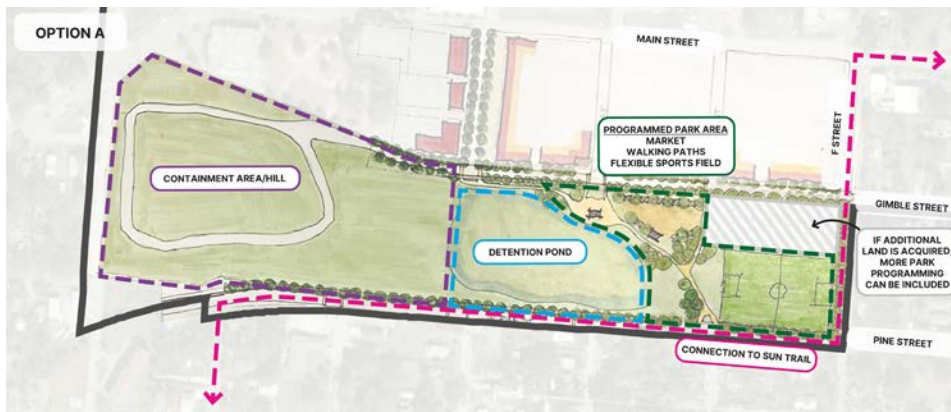 OPTION A
MAIN STREET
F STREET
PROGRAMMED PARK AREA
MARKET
WALKING PATHS
FLEXIBLE SPORTS FIELD
CONTAINMENT AREA/HILL
GIMBLE STREET
DETENTION POND
IF ADDITIONAL
LAND IS ACQUIRED,
MORE PARK
PROGRAMMING
CAN BE INCLUDED
PINE STREET
CONNECTION TO SUN TRAIL